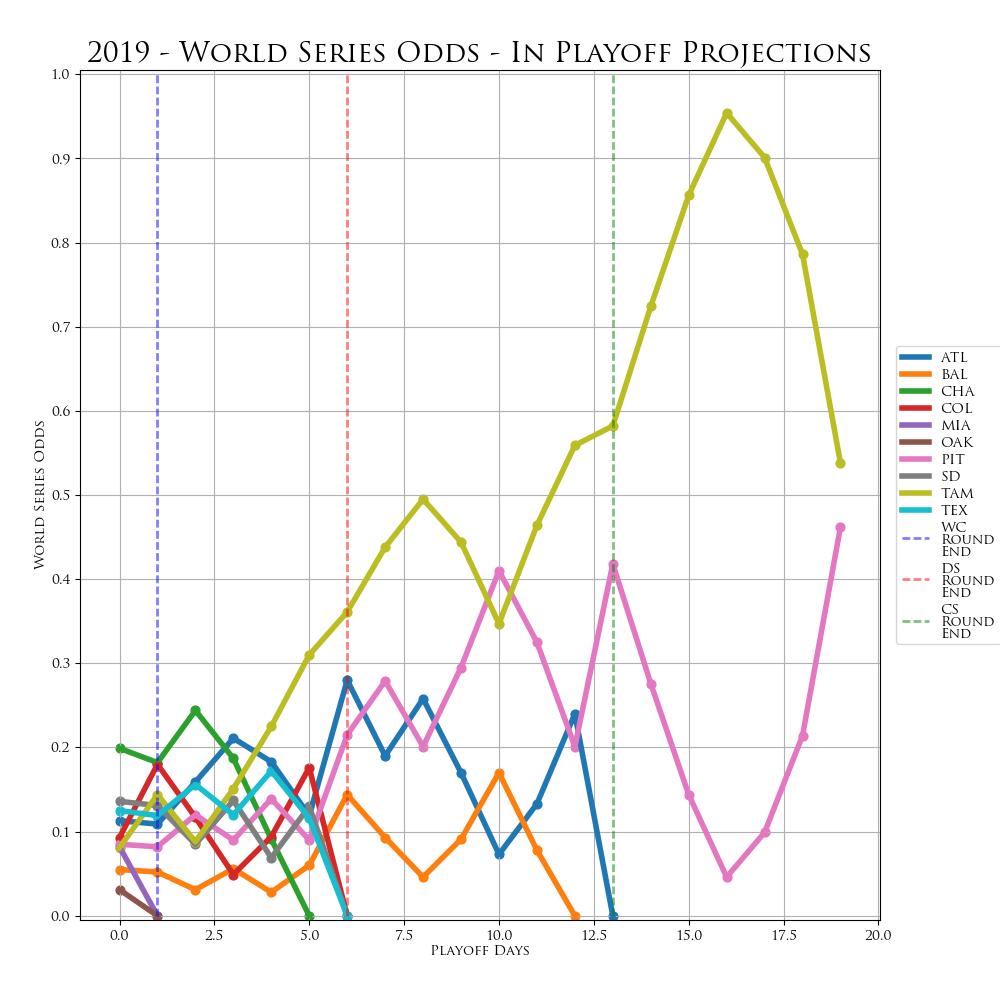 2019 - World Series Odds - In Playoff Projections
1.0
0.9
0.8
0.7
0.6
0.5
0.4
0.3
0.2
0.1
0.0
World Series Odds
0.0
2.5
5.0
7.5
10.0
12.5
15.0
17.5
20.0
Playoff Days
ATL
BAL
CHA
COL
MIA
OAK
PIT
SD
TAM
TEX
WC
Round
End
DS
Round
End
CS
Round
End